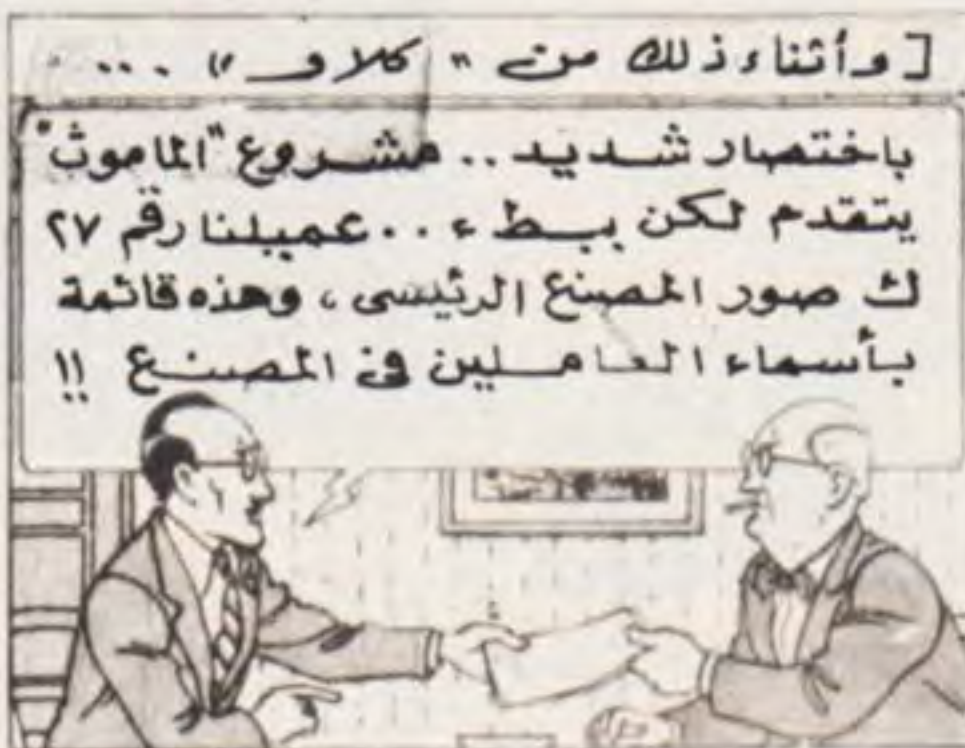 [ وأثناء ذلك من " كلاو " ...
باختصار شديد .. مشروع "الماموث"
يتقدم لكن ببطء .. عميلنا رقم ٢٧
ك صور المصنع الرئيسى ، وهذه قائمة
بأسماء العاملين فى المصنع !!